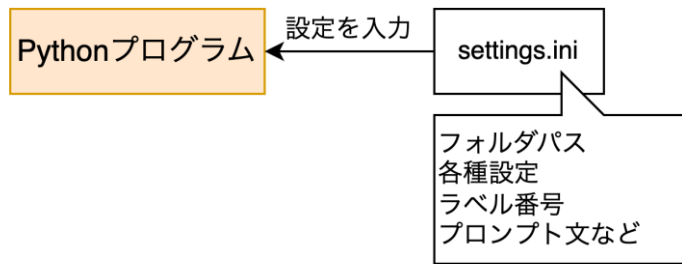 設定を入力
Pythonプログラム
settings.ini
フォルダパス
各種設定
ラベル番号
プロンプト文など